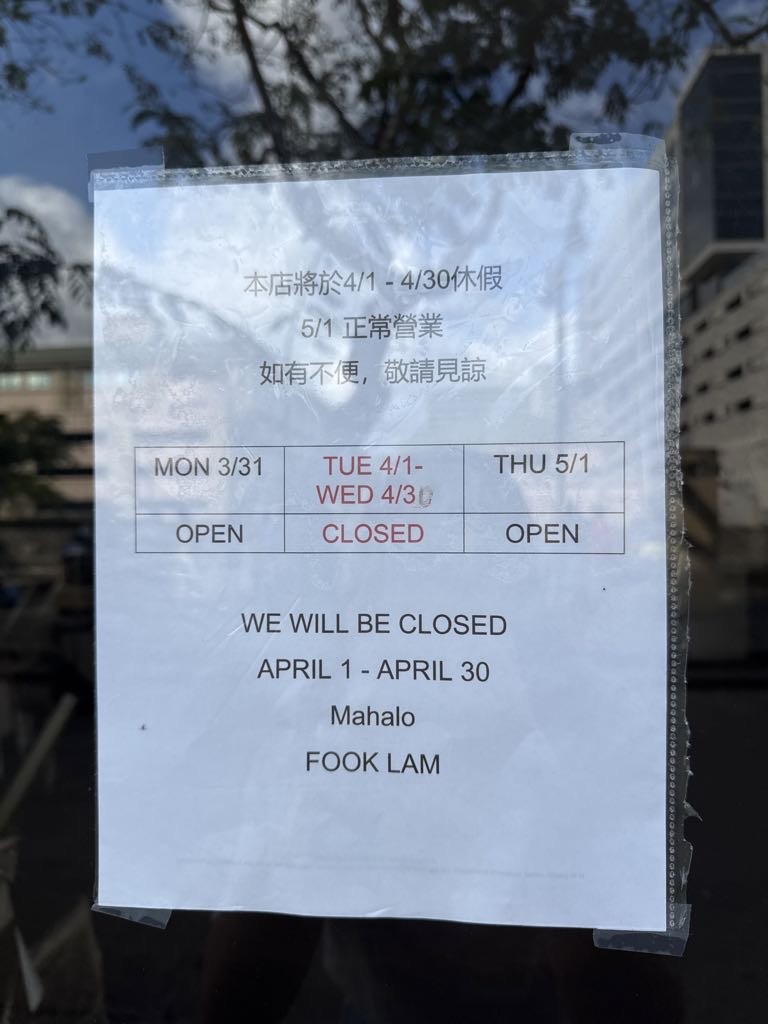 本店將於4/1 - 4/30休假
5/1 正常營業
如有不便，敬請見諒
MON 3/31
TUE 4/1-
WED 4/30
THU 5/1
OPEN
CLOSED
OPEN
WE WILL BE CLOSED
APRIL 1 - APRIL 30
Mahalo
FOOK LAM